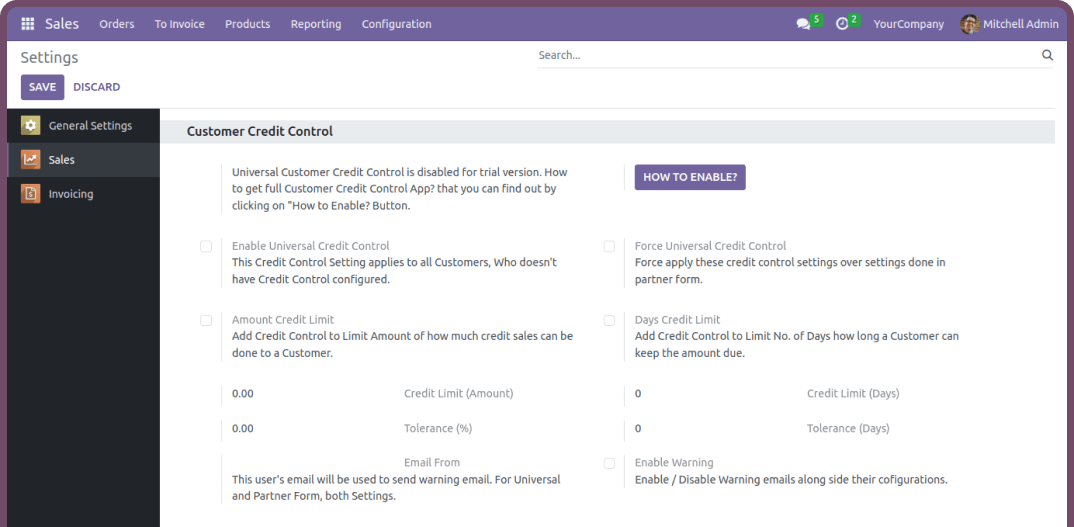 Sales Orders To Invoice Products Reporting Configuration 5 2 YourCompany Mitchell Admin
Settings Search...
SAVE DISCARD
General Settings
Sales
Invoicing
Customer Credit Control
Universal Customer Credit Control is disabled for trial version. How
to get full Customer Credit Control App? that you can find out by
clicking on "How to Enable? Button.
HOW TO ENABLE?
Enable Universal Credit Control
This Credit Control Setting applies to all Customers, Who doesn't
have Credit Control configured.
Force Universal Credit Control
Force apply these credit control settings over settings done in
partner form.
Amount Credit Limit
Add Credit Control to Limit Amount of how much credit sales can be
done to a Customer.
Days Credit Limit
Add Credit Control to Limit No. of Days how long a Customer can
keep the amount due.
0.00 Credit Limit (Amount)
0 Credit Limit (Days)
0.00 Tolerance (%)
0 Tolerance (Days)
Email From
This user's email will be used to send warning email. For Universal
and Partner Form, both Settings.
Enable Warning
Enable / Disable Warning emails along side their cofigurations.